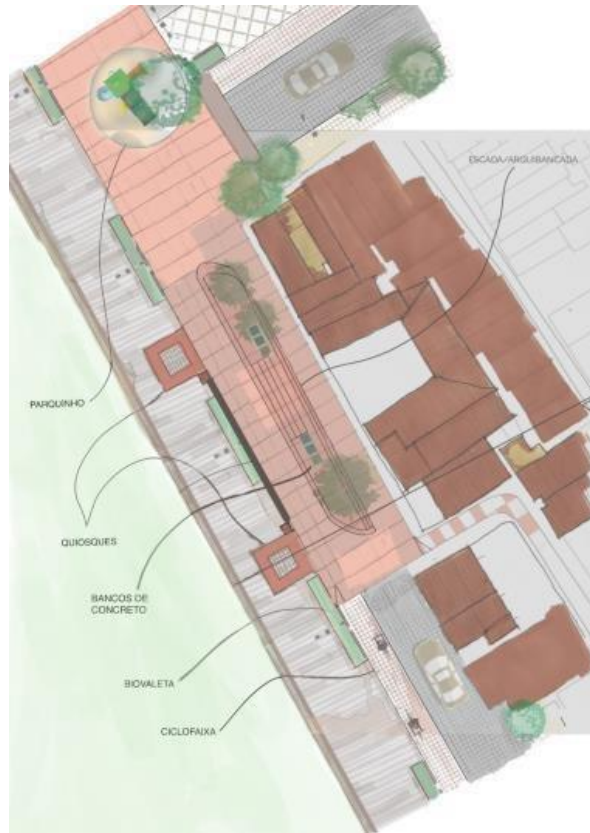 ESCADA/ARQUIBANCADA
PARQUINHO
QUIOSQUES
BANCOS DE
CONCRETO
BIOVALETA
CICLOFAIXA